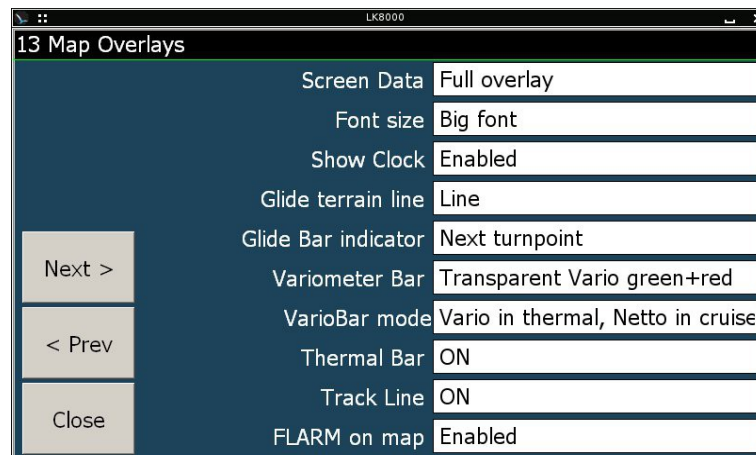 LK8000
13 Map Overlays
Screen Data Full overlay
Font size Big font
Show Clock Enabled
Glide terrain line Line
Glide Bar indicator Next turnpoint
Next >
Variometer Bar Transparent Vario green+red
VarioBar mode Vario in thermal, Netto in cruise
< Prev
Thermal Bar ON
Track Line ON
Close
FLARM on map Enabled